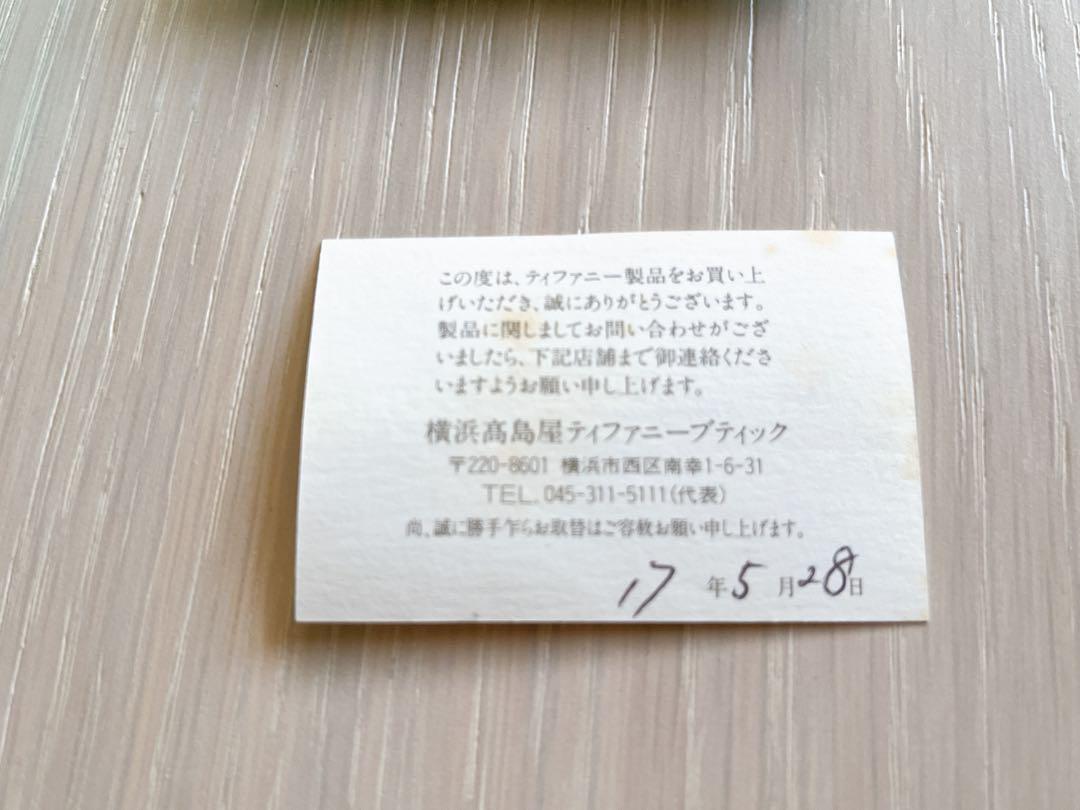 この度は、ティファニー製品をお買い上
げいただき、誠にありがとうございます。
製品に関しましてお問い合わせがござ
いましたら、下記店舗まで御連絡くださ
いますようお願い申し上げます。
横浜髙島屋ティファニーブティック
〒220-8601 横浜市西区南幸1-6-31
TEL. 045-311-5111(代表)
尚、誠に勝手乍らお取替はご容赦お願い申し上げます。
17年5月28日